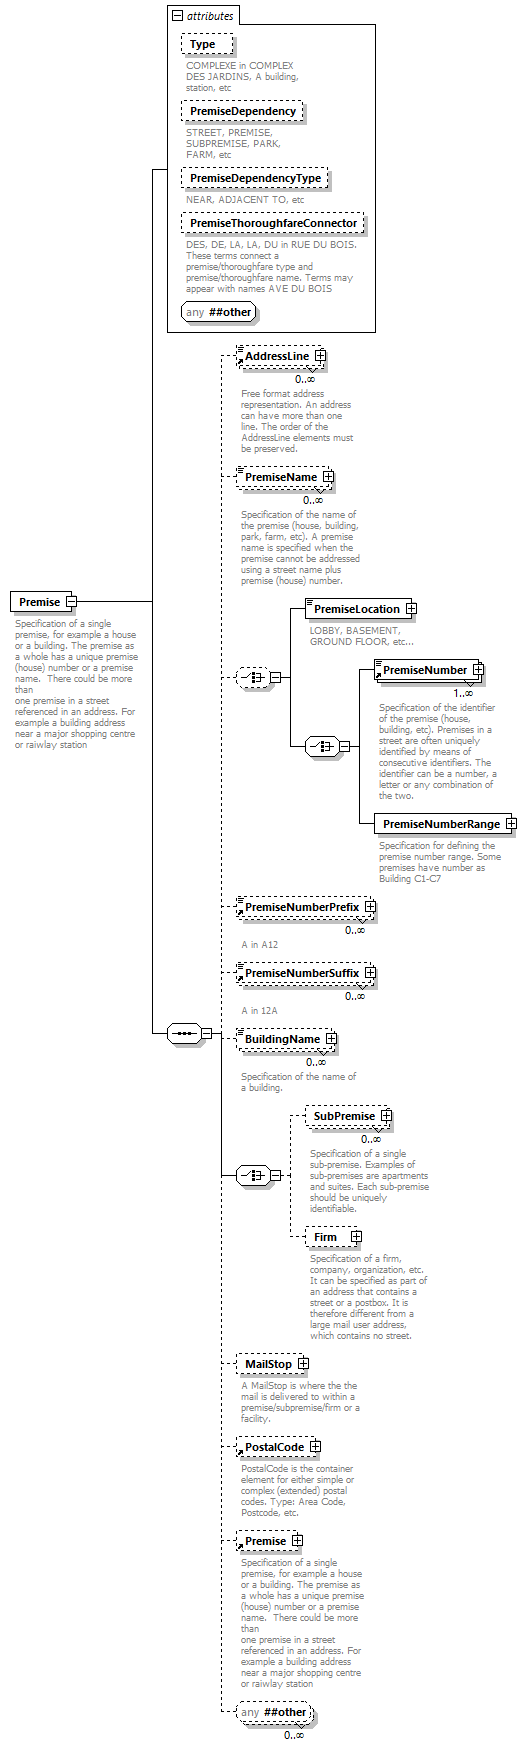 attributes
Type
COMPLEXE in COMPLEX
DES JARDINS, A building,
station, etc
PremiseDependency
STREET, PREMISE,
SUBPREMISE, PARK,
FARM, etc
PremiseDependencyType
NEAR, ADJACENT TO, etc
PremiseThoroughfareConnector
DES, DE, LA, LA, DU in RUE DU BOIS.
These terms connect a
premise/thoroughfare type and
premise/thoroughfare name. Terms may
appear with names AVE DU BOIS
any ##other
AddressLine
0..∞
Free format address
representation. An address
can have more than one
line. The order of the
AddressLine elements must
be preserved.
PremiseName
0..∞
Specification of the name of
the premise (house, building,
park, farm, etc). A premise
name is specified when the
premise cannot be addressed
using a street name plus
premise (house) number.
Premise
Specification of a single
premise, for example a house
or a building. The premise as
a whole has a unique premise
(house) number or a premise
name.  There could be more
than
one premise in a street
referenced in an address. For
example a building address
near a major shopping centre
or raiwlay station
PremiseLocation
LOBBY, BASEMENT,
GROUND FLOOR, etc...
PremiseNumber
1..∞
Specification of the identifier
of the premise (house,
building, etc). Premises in a
street are often uniquely
identified by means of
consecutive identifiers. The
identifier can be a number, a
letter or any combination of
the two.
PremiseNumberRange
Specification for defining the
premise number range. Some
premises have number as
Building C1-C7
PremiseNumberPrefix
0..∞
A in A12
PremiseNumberSuffix
0..∞
A in 12A
BuildingName
0..∞
Specification of the name of
a building.
SubPremise
0..∞
Specification of a single
sub-premise. Examples of
sub-premises are apartments
and suites. Each sub-premise
should be uniquely
identifiable.
Firm
Specification of a firm,
company, organization, etc.
It can be specified as part of
an address that contains a
street or a postbox. It is
therefore different from a
large mail user address,
which contains no street.
MailStop
A MailStop is where the the
mail is delivered to within a
premise/subpremise/firm or a
facility.
PostalCode
PostalCode is the container
element for either simple or
complex (extended) postal
codes. Type: Area Code,
Postcode, etc.
Premise
Specification of a single
premise, for example a house
or a building. The premise as
a whole has a unique premise
(house) number or a premise
name.  There could be more
than
one premise in a street
referenced in an address. For
example a building address
near a major shopping centre
or raiwlay station
any ##other
0..∞